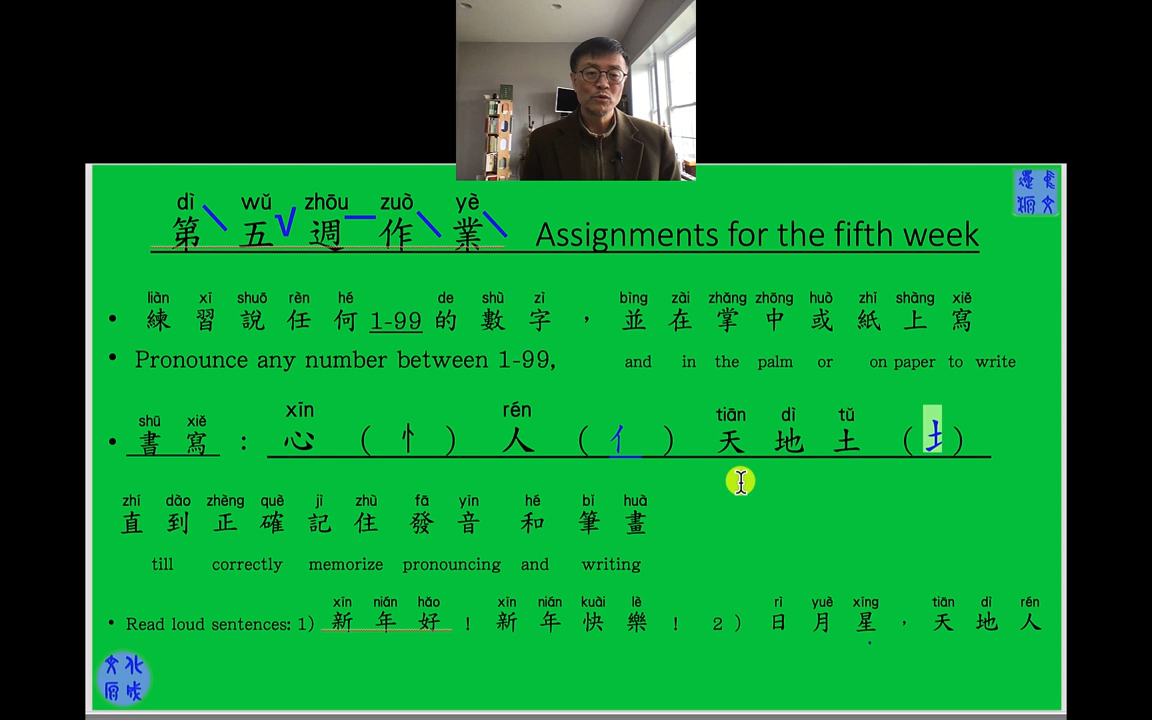 dì wǔ zhōu zuò yè
第 五 週 作 業 Assignments for the fifth week
liàn xí shuō rèn hé de shù zì bìng zài zhǎng zhōng huò zhǐ shàng xiě
• 練 習 說 任 何 1-99 的 數 字 ， 並 在 掌 中 或 紙 上 寫
• Pronounce any number between 1-99, and in the palm or on paper to write
xīn rén tiān dì tǔ
shū xiě
• 書 寫 ： 心 （ 忄 ） 人 （ 亻 ） 天 地 土 （ 土 ）
zhí dào zhèng què jì zhù fā yīn hé bǐ huà
直 到 正 確 記 住 發 音 和 筆 畫
till correctly memorize pronouncing and writing
xīn nián hǎo xīn nián kuài lè rì yuè xīng tiān dì rén
• Read loud sentences: 1) 新 年 好 ！ 新 年 快 樂 ！ 2 ） 日 月 星 ， 天 地 人